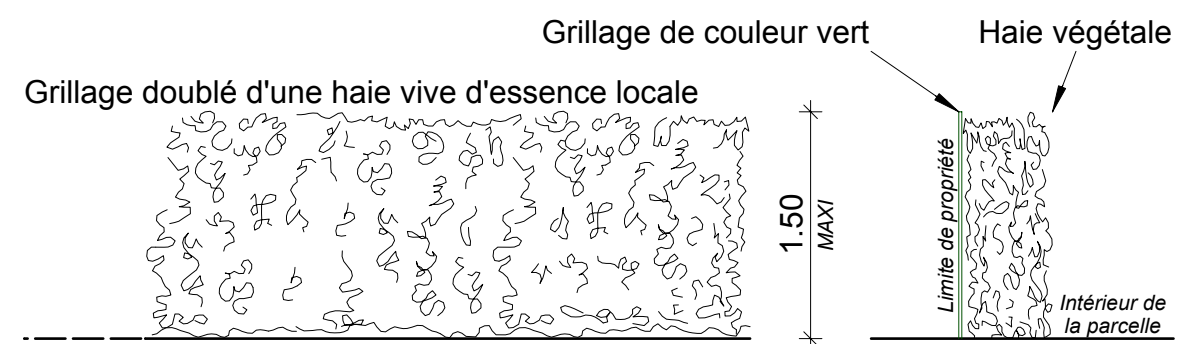 Grillage de couleur vert
Haie végétale
Grillage doublé d'une haie vive d'essence locale
1.50
MAXI
Limite de propriété
Intérieur de
la parcelle